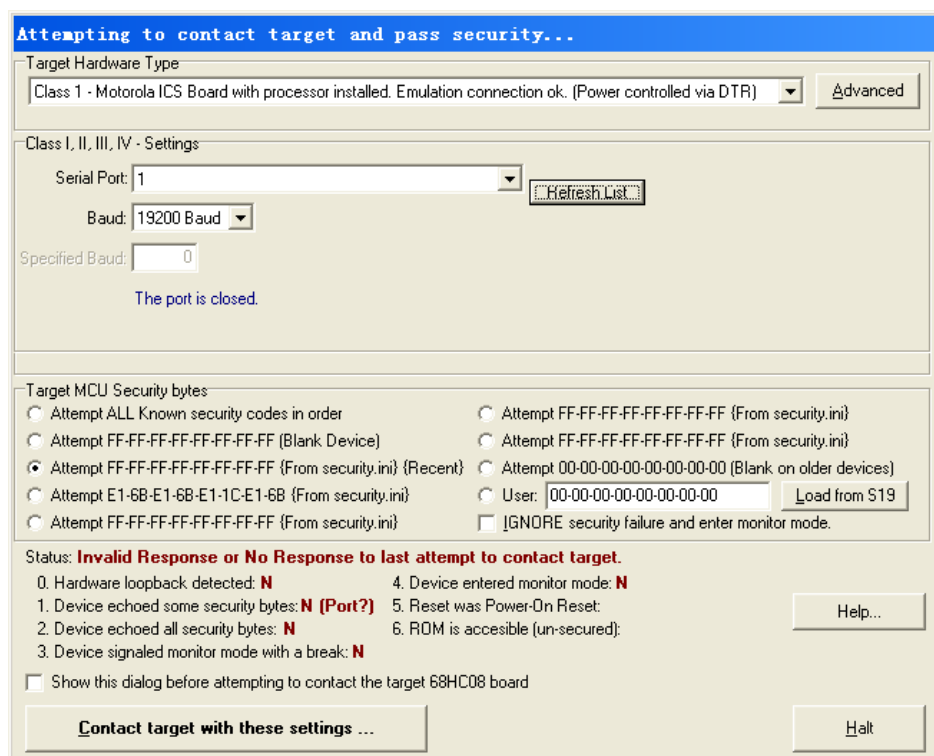 Attempting to contact target and pass security...
Target Hardware Type
Class 1 - Motorola ICS Board with processor installed. Emulation connection ok. (Power controlled via DTR)
Advanced
Class I, II, III, IV - Settings
Serial Port: 1
Refresh List
Baud: 19200 Baud
Specified Baud: 0
The port is closed.
Target MCU Security bytes
Attempt ALL Known security codes in order
Attempt FF-FF-FF-FF-FF-FF-FF-FF (Blank Device)
Attempt FF-FF-FF-FF-FF-FF-FF-FF {From security.ini} {Recent}
Attempt E1-6B-E1-6B-E1-1C-E1-6B {From security.ini}
Attempt FF-FF-FF-FF-FF-FF-FF-FF {From security.ini}
Attempt FF-FF-FF-FF-FF-FF-FF-FF {From security.ini}
Attempt FF-FF-FF-FF-FF-FF-FF-FF {From security.ini}
Attempt 00-00-00-00-00-00-00-00 (Blank on older devices)
User: 00-00-00-00-00-00-00-00 Load from S19
IGNORE security failure and enter monitor mode.
Status: Invalid Response or No Response to last attempt to contact target.
0. Hardware loopback detected: N
1. Device echoed some security bytes: N (Port?)
2. Device echoed all security bytes: N
3. Device signaled monitor mode with a break: N
4. Device entered monitor mode: N
5. Reset was Power-On Reset:
6. ROM is accesible (un-secured):
Help...
Show this dialog before attempting to contact the target 68HC08 board
Contact target with these settings ...
Halt